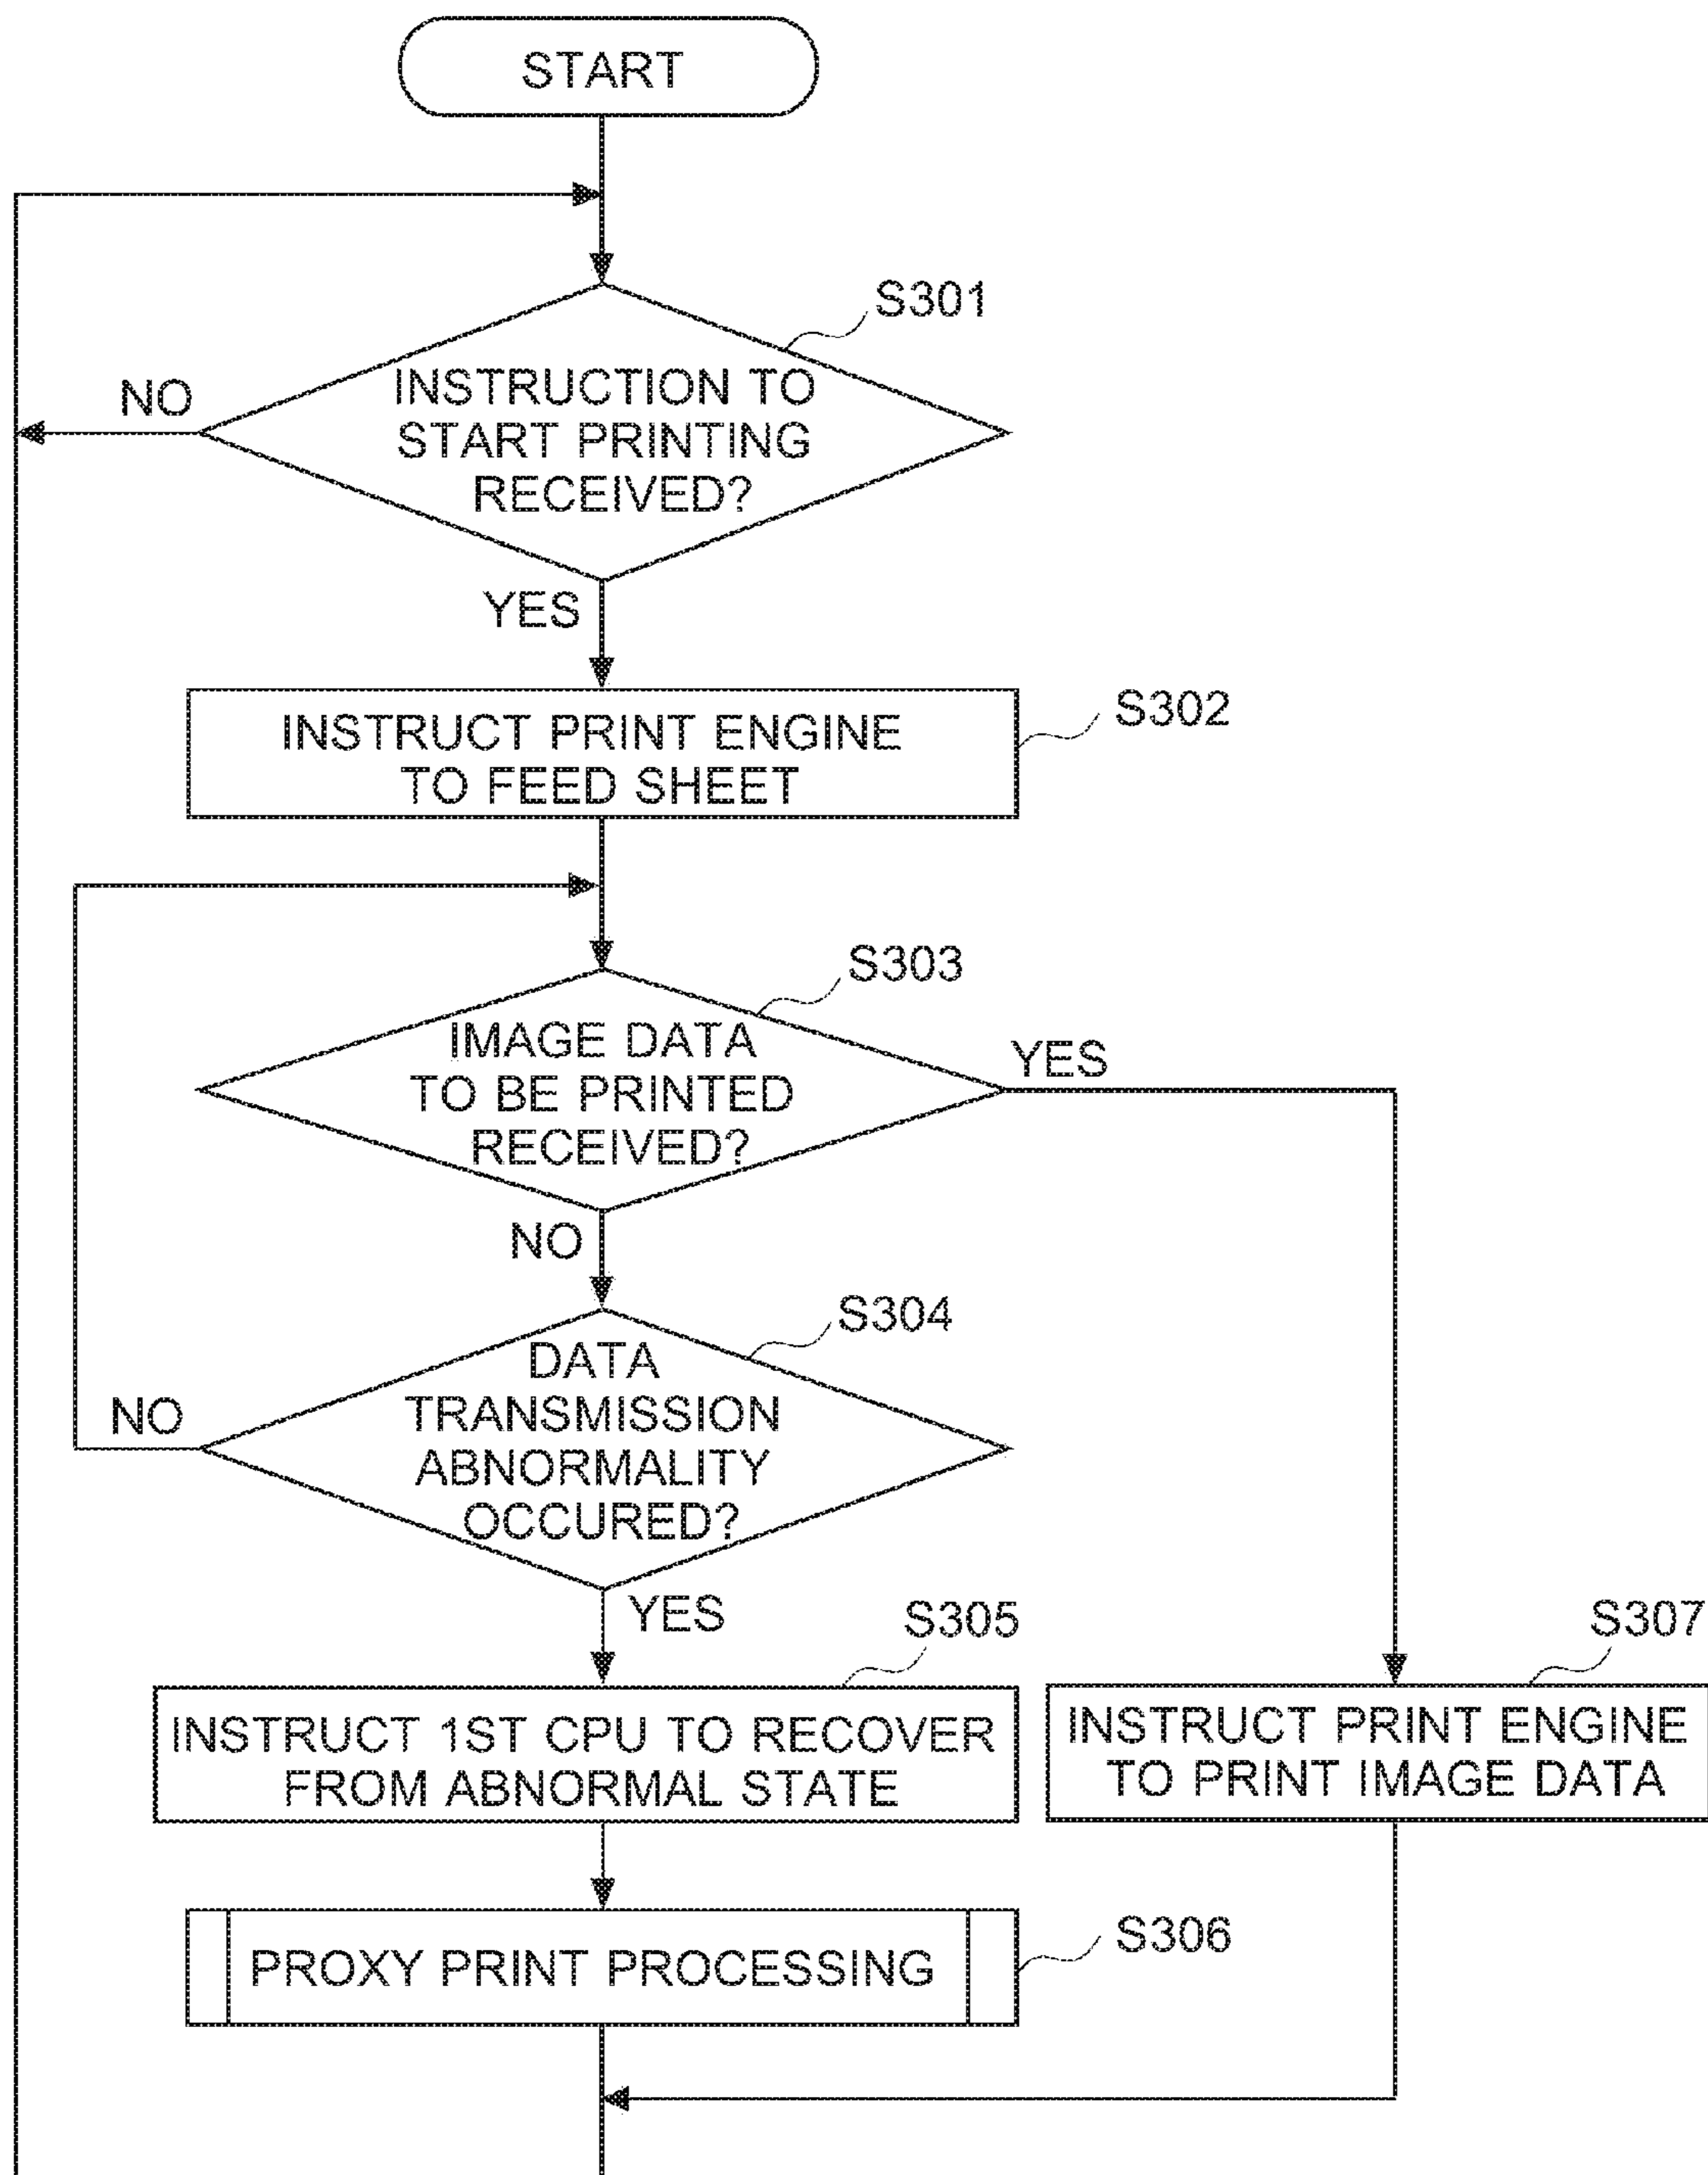 START
S301
NO
INSTRUCTION TO
START PRINTING
RECEIVED?
YES
S302
INSTRUCT PRINT ENGINE
TO FEED SHEET
S303
IMAGE DATA
TO BE PRINTED
RECEIVED?
YES
NO
S304
DATA
TRANSMISSION
ABNORMALITY
OCCURED?
NO
YES
S305
S307
INSTRUCT 1ST CPU TO RECOVER
FROM ABNORMAL STATE
INSTRUCT PRINT ENGINE
TO PRINT IMAGE DATA
S306
PROXY PRINT PROCESSING